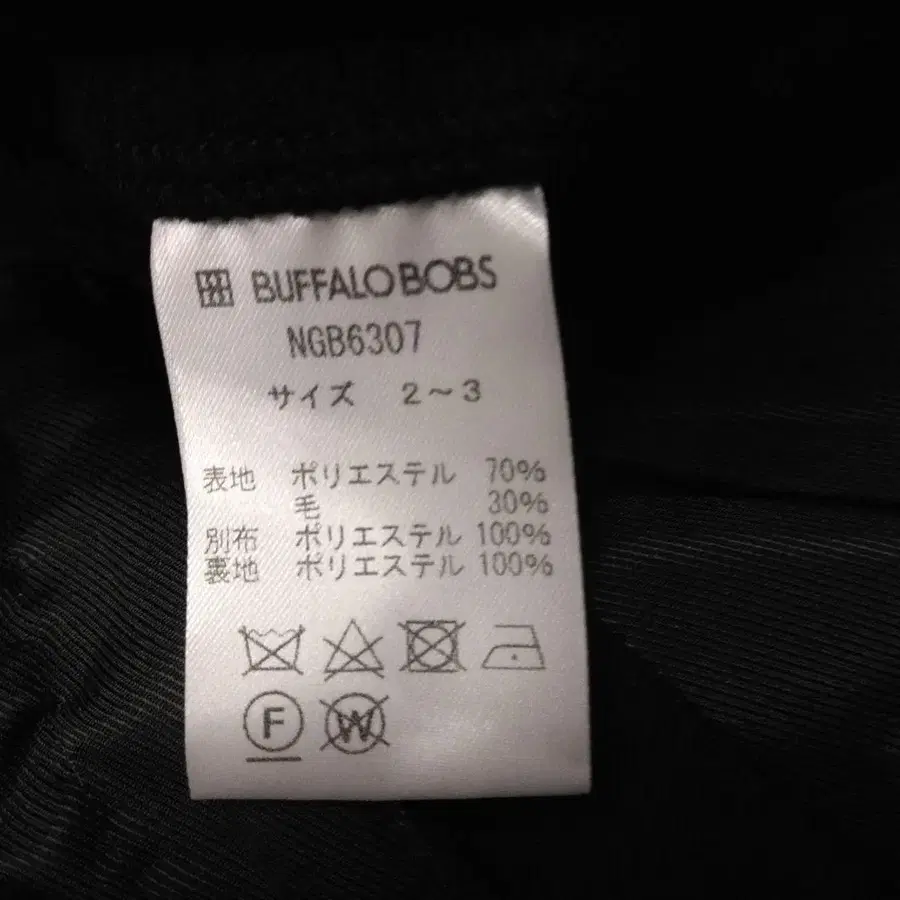 BUFFALO BOBS
NGB6307
サイズ 2～3
表地 ポリエステル 70%
毛 30%
別布 ポリエステル 100%
裏地 ポリエステル 100%
F W